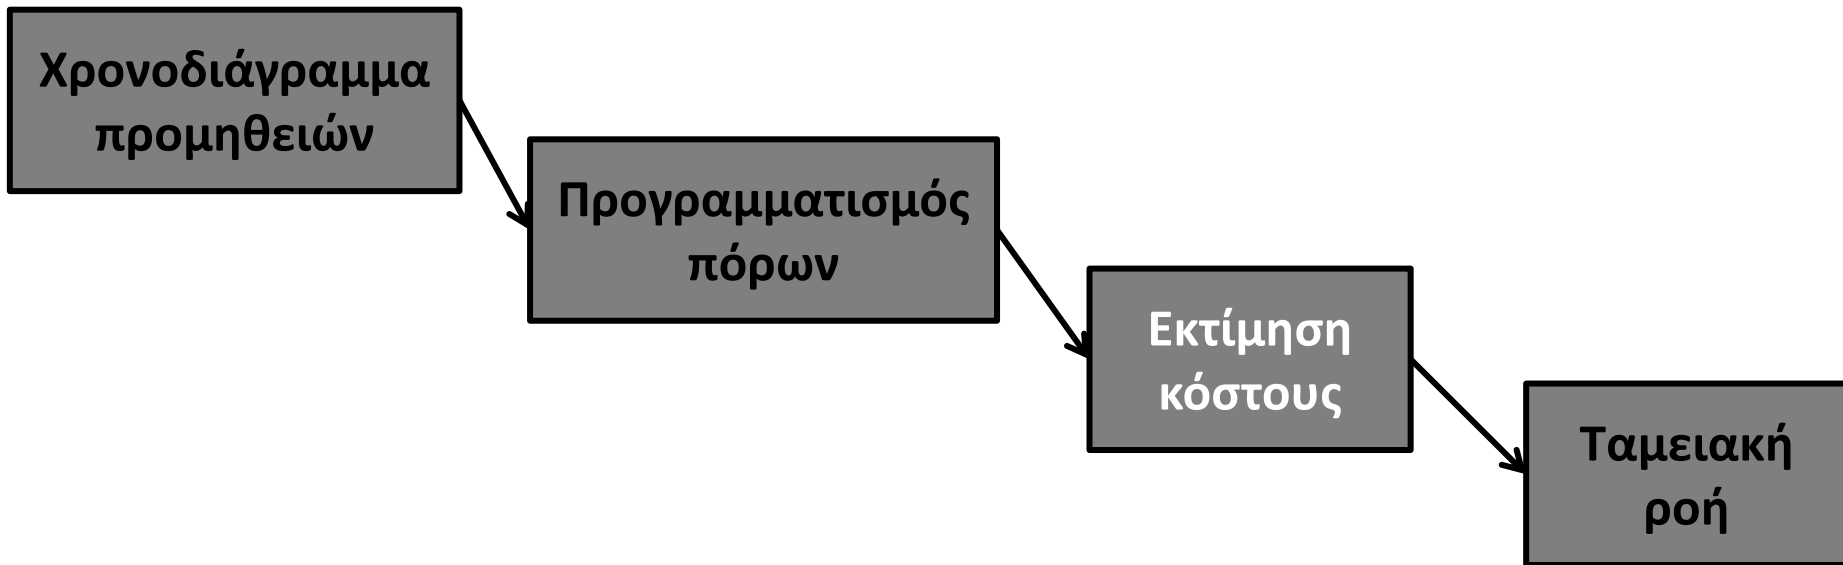 Χρονοδιάγραμμα
προμηθειών
Προγραμματισμός
πόρων
Εκτίμηση
κόστους
Ταμειακή
ροή